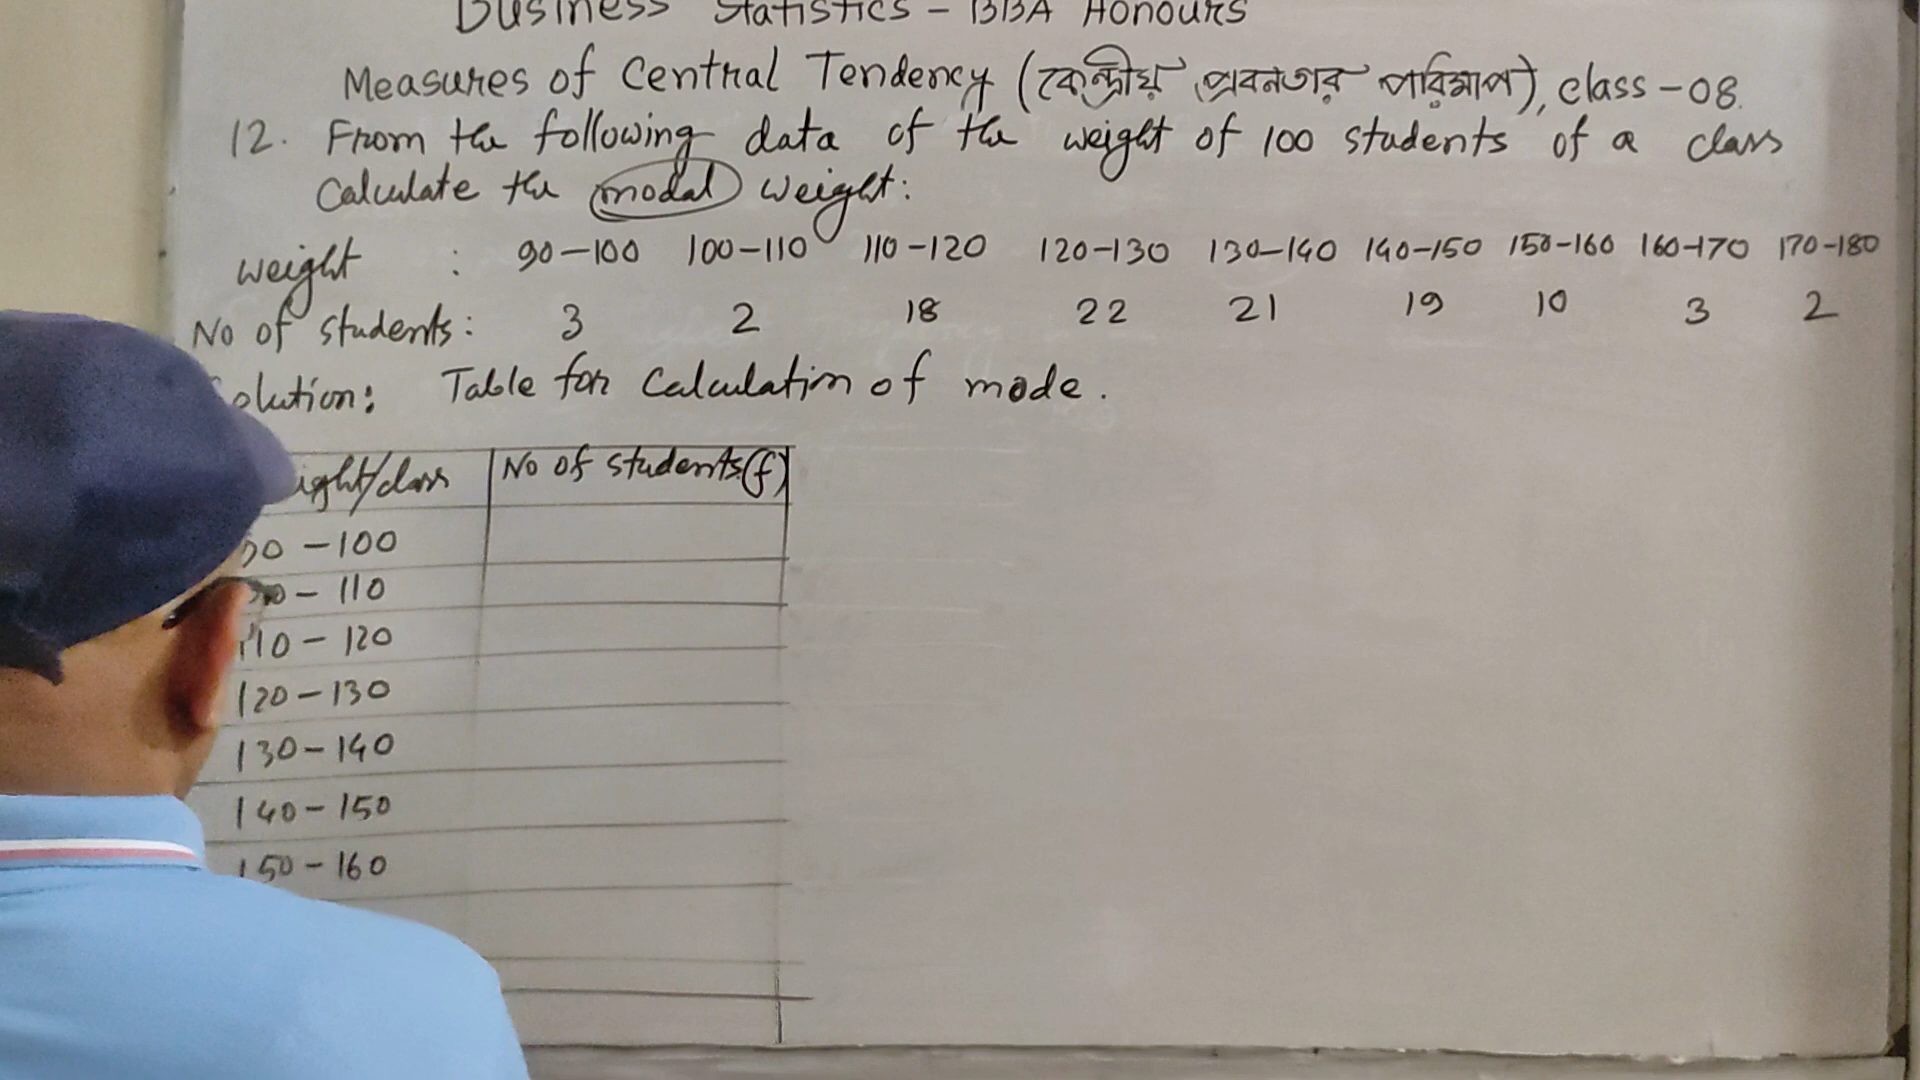 Business Statistics - BBA Honours
Measures of Central Tendency (কেন্দ্রীয় প্রবনতার পরিমাপ), class-08.
12. From the following data of the weight of 100 students of a class
Calculate the modal weight:
weight : 90-100 100-110 110-120 120-130 130-140 140-150 150-160 160-170 170-180
No of students: 3 2 18 22 21 19 10 3 2
olution: Table for Calculation of mode.
ight/class No of students(f)
90-100
00-110
110-120
120-130
130-140
140-150
150-160